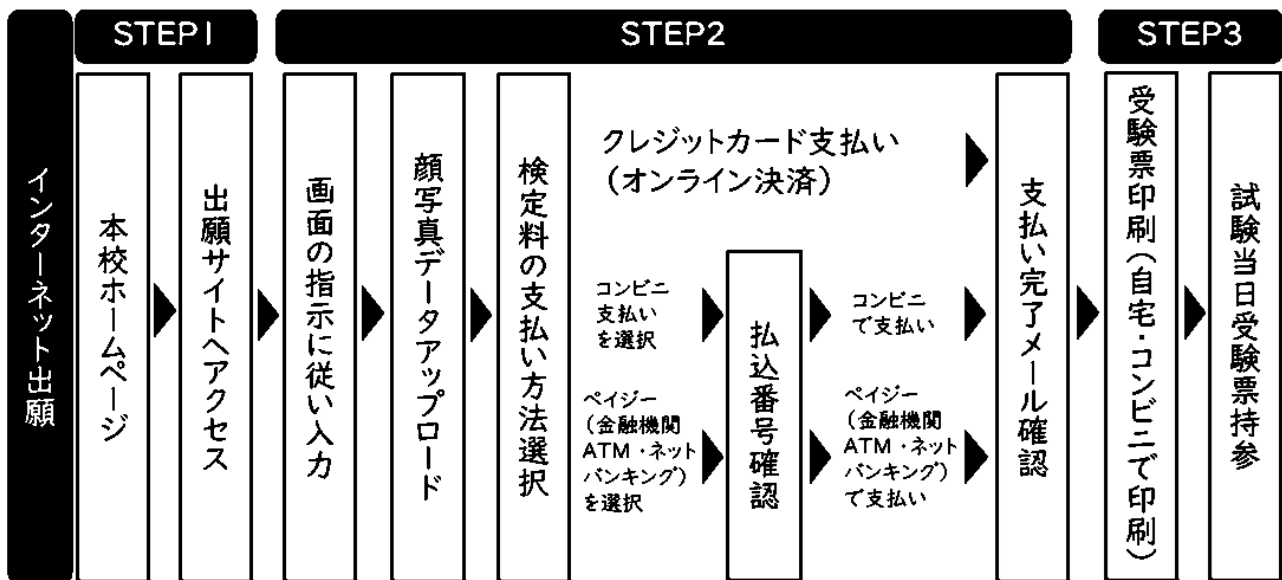 インターネット出願
STEP1
本校ホームページ
出願サイトへアクセス
STEP2
画面の指示に従い入力
顔写真データアップロード
検定料の支払い方法選択
クレジットカード支払い
(オンライン決済)
コンビニ
支払い
を選択
ペイジー
(金融機関
ATM・ネット
バンキング)
を選択
払込番号確認
コンビニ
で支払い
ペイジー
(金融機関
ATM・ネット
バンキング)
で支払い
支払い完了メール確認
STEP3
受験票印刷(自宅・コンビニで印刷)
試験当日受験票持参